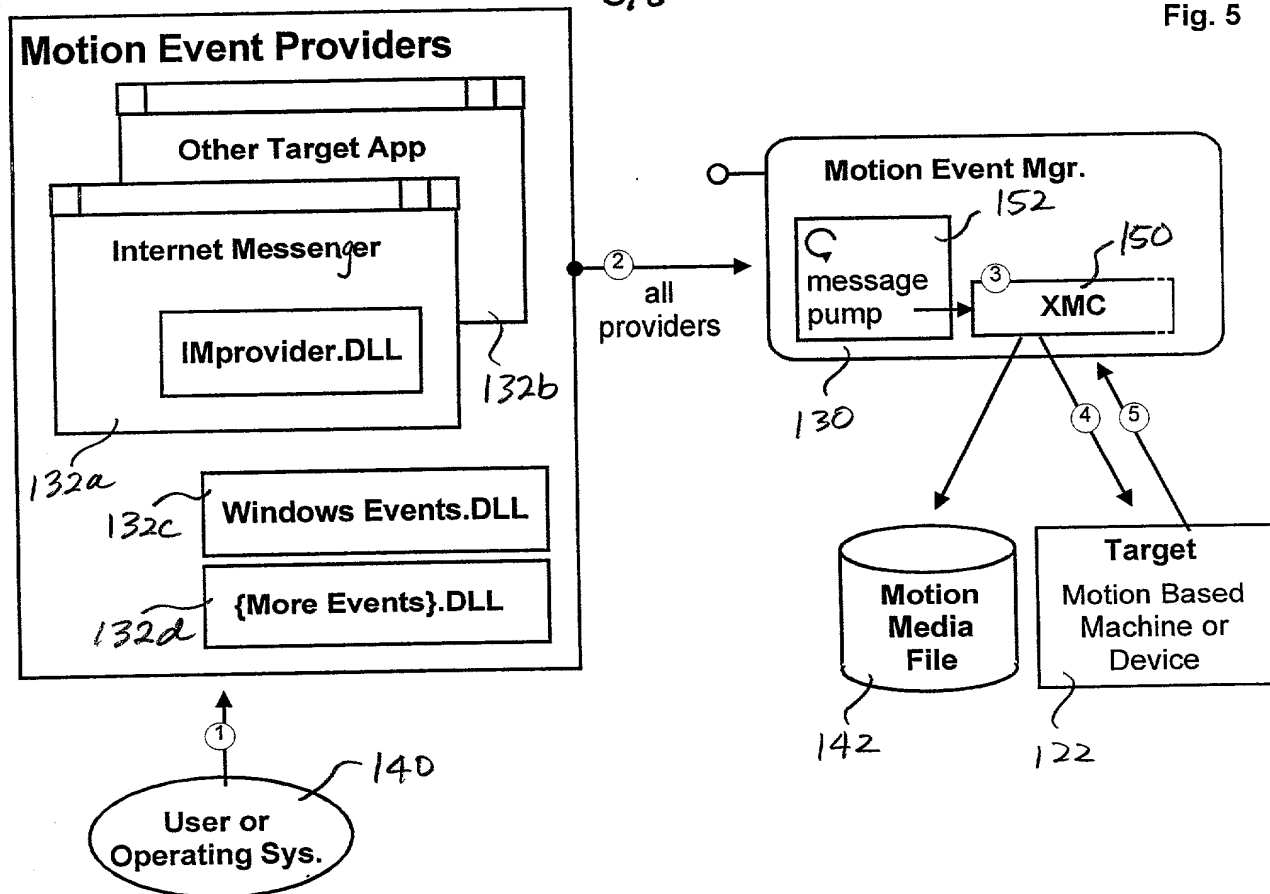 Fig. 5
Motion Event Providers
Other Target App
Internet Messenger
IMprovider.DLL
132b
132a
132c
Windows Events.DLL
132d
{More Events}.DLL
1
140
User or
Operating Sys.
2
all
providers
Motion Event Mgr.
152
150
message
pump
3
XMC
130
4
5
Motion
Media
File
142
Target
Motion Based
Machine or
Device
122